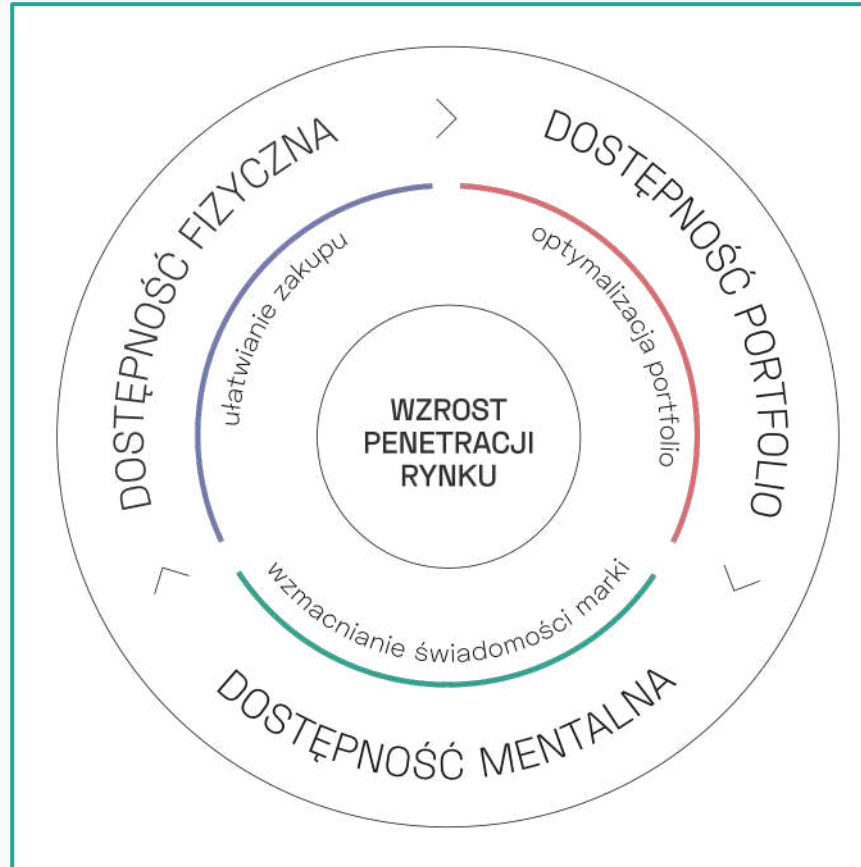 DOSTĘPNOŚĆ FIZYCZNA
DOSTĘPNOŚĆ PORTFOLIO
ułatwianie zakupu
optymalizacja portfolio
WZROST
PENETRACJI
RYNKU
wzmacnianie świadomości marki
DOSTĘPNOŚĆ MENTALNA